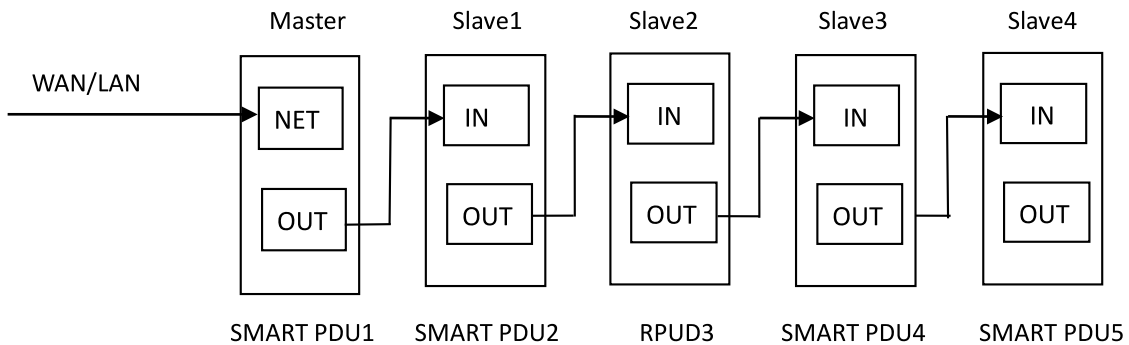 Master Slave1 Slave2 Slave3 Slave4
WAN/LAN
NET IN IN IN IN
OUT OUT OUT OUT OUT
SMART PDU1 SMART PDU2 RPUD3 SMART PDU4 SMART PDU5